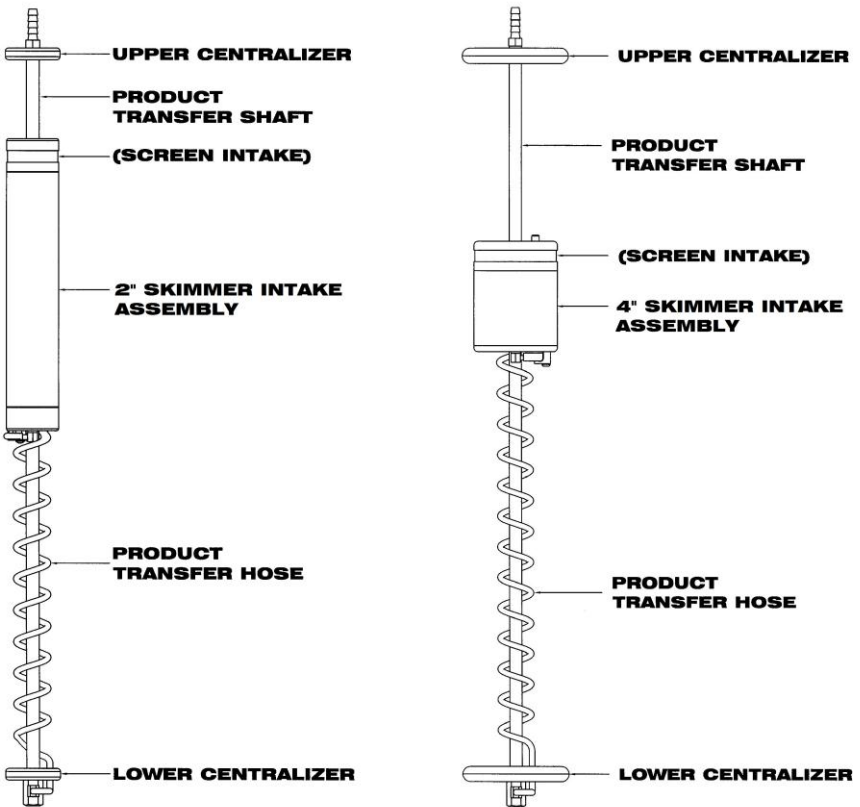 UPPER CENTRALIZER
PRODUCT
TRANSFER SHAFT
(SCREEN INTAKE)
2" SKIMMER INTAKE
ASSEMBLY
PRODUCT
TRANSFER HOSE
LOWER CENTRALIZER
UPPER CENTRALIZER
PRODUCT
TRANSFER SHAFT
(SCREEN INTAKE)
4" SKIMMER INTAKE
ASSEMBLY
PRODUCT
TRANSFER HOSE
LOWER CENTRALIZER